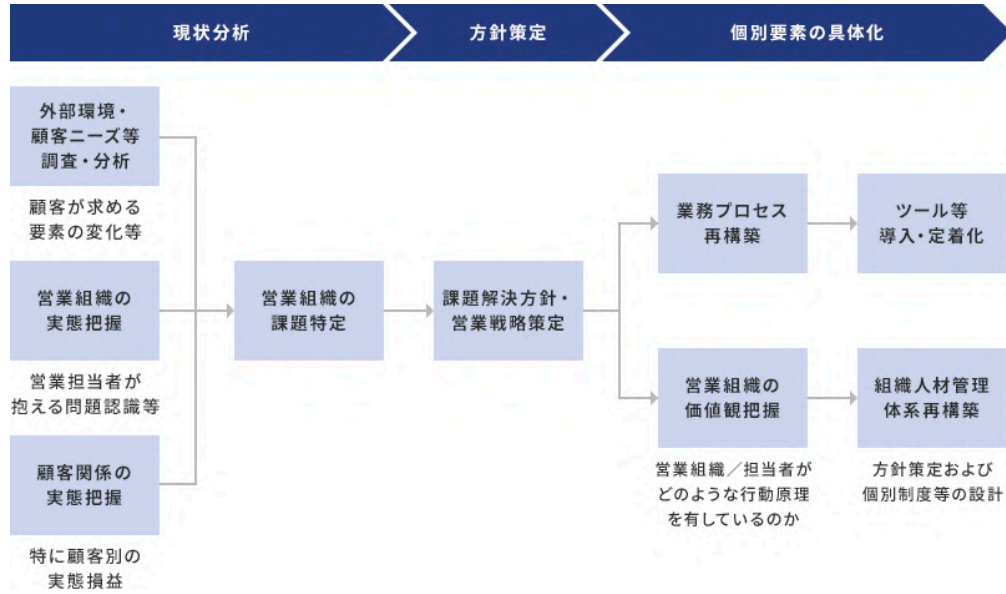 現状分析
方針策定
個別要素の具体化
外部環境・
顧客ニーズ等
調査・分析
顧客が求める
要素の変化等
営業組織の
実態把握
営業担当者が
抱える問題認識等
顧客関係の
実態把握
特に顧客別の
実態損益
営業組織の
課題特定
課題解決方針・
営業戦略策定
業務プロセス
再構築
ツール等
導入・定着化
営業組織の
価値観把握
営業組織／担当者が
どのような行動原理
を有しているのか
組織人材管理
体系再構築
方針策定および
個別制度等の設計